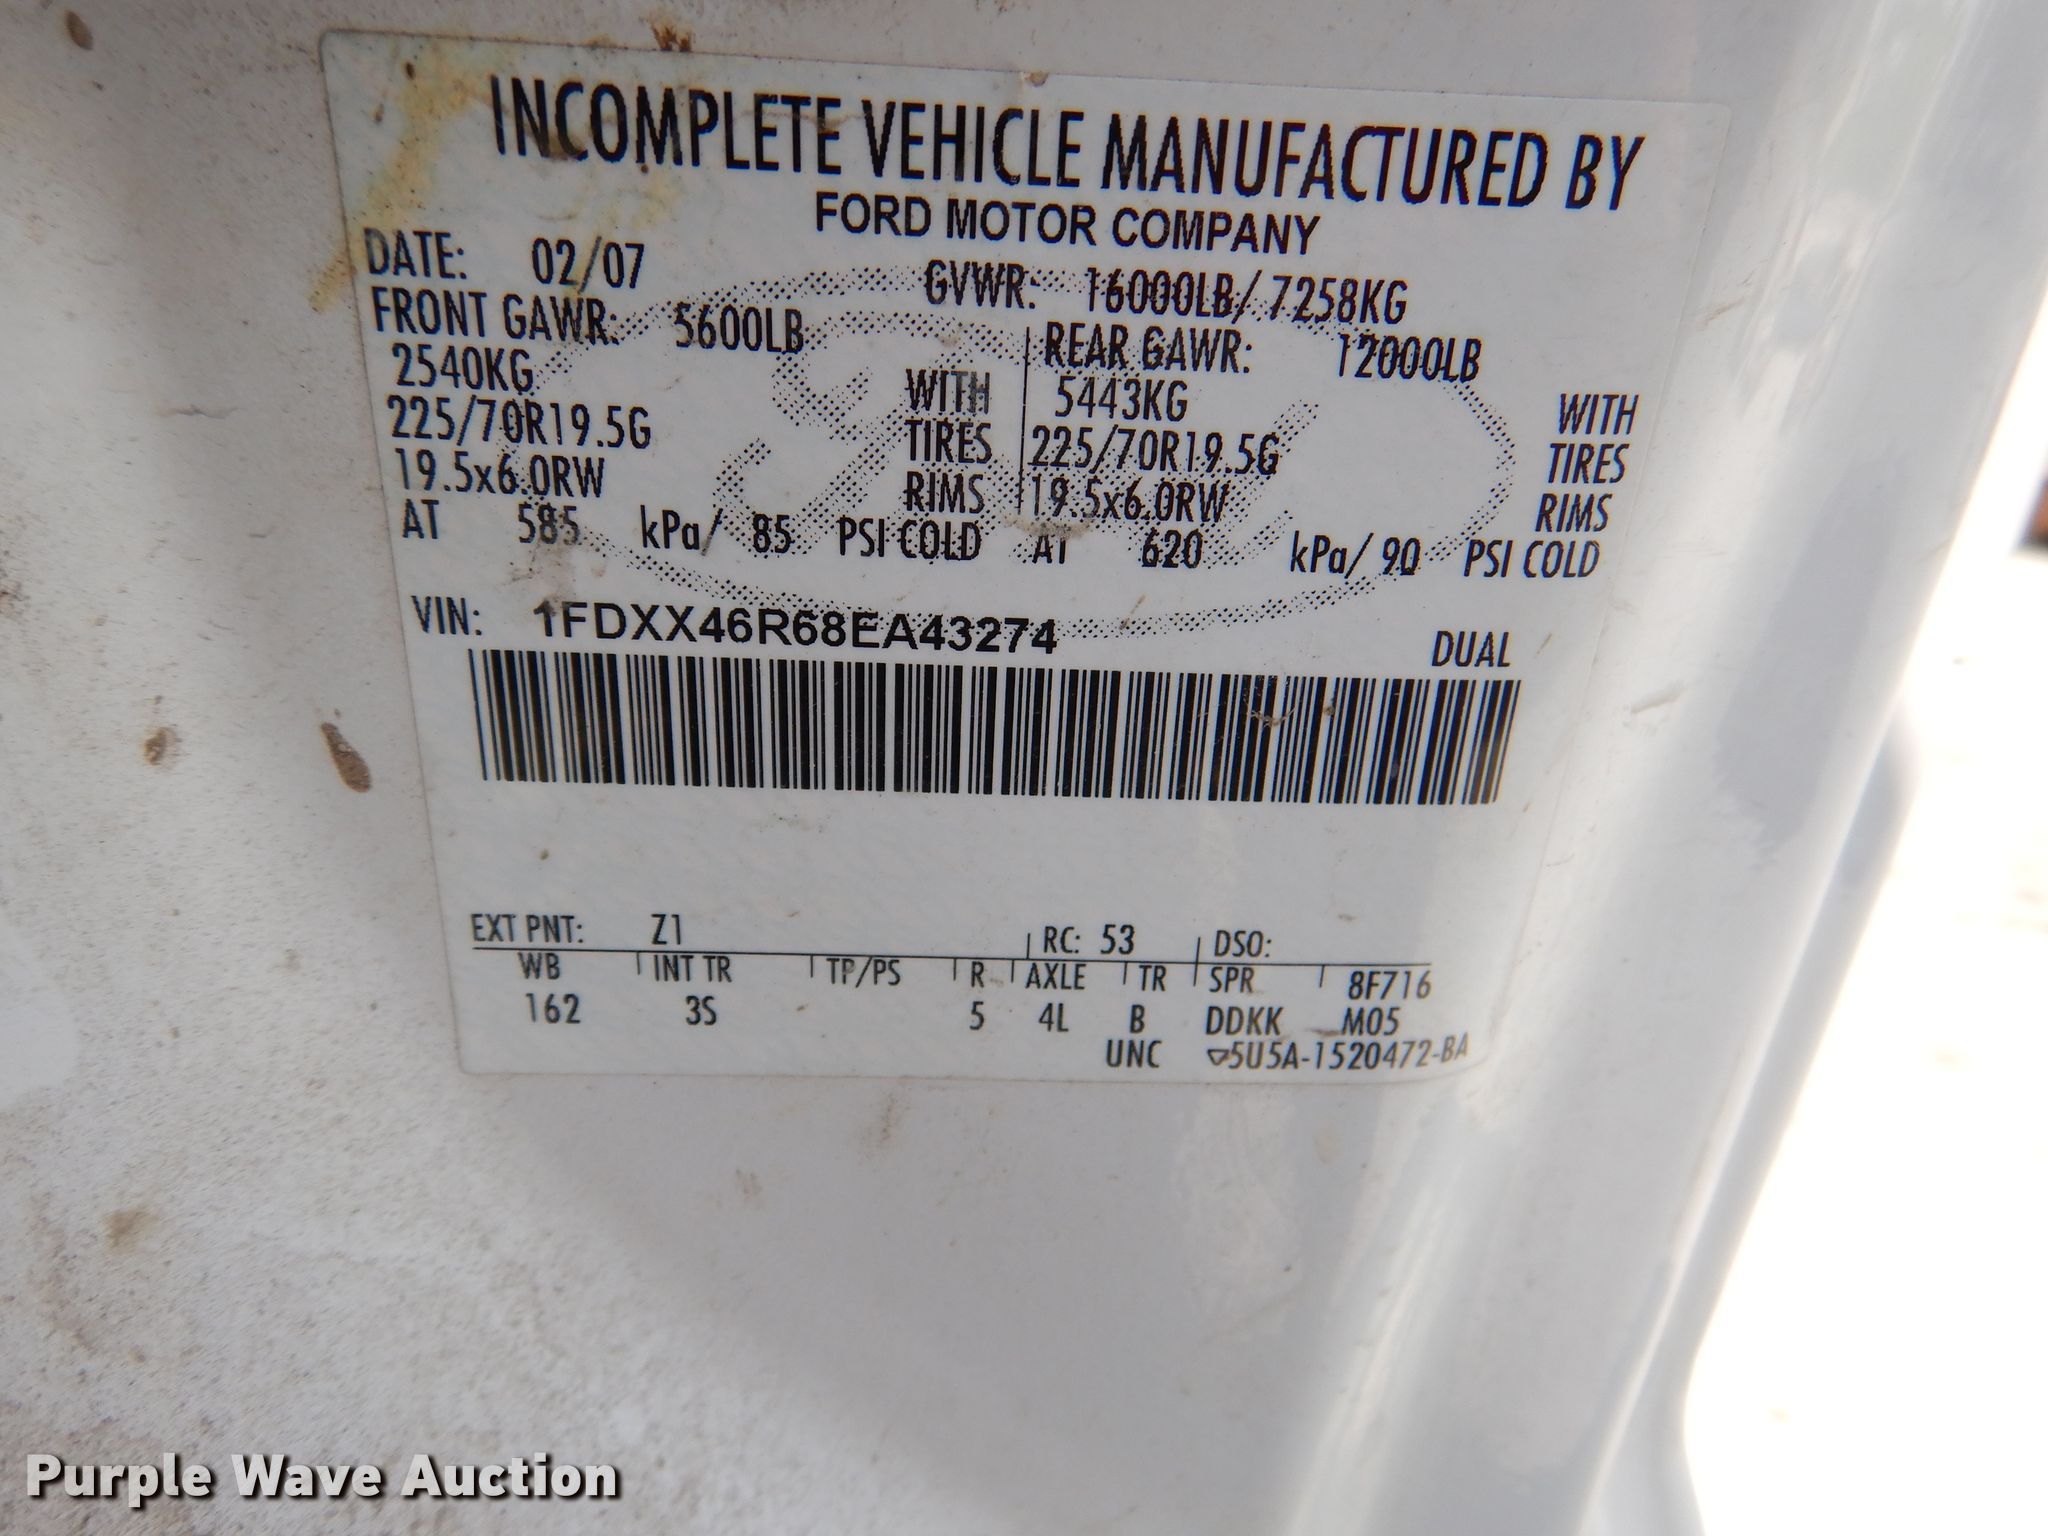 INCOMPLETE VEHICLE MANUFACTURED BY
FORD MOTOR COMPANY
DATE: 02/07 GVWR: 16000LB/ 7258KG
FRONT GAWR: 5600LB REAR GAWR: 12000LB
2540KG WITH 5443KG WITH
225/70R19.5G TIRES 225/70R19.5G TIRES
19.5x6.0RW RIMS 19.5x6.0RW RIMS
AT 585 kPa/ 85 PSI COLD AT 620 kPa/ 90 PSI COLD
VIN: 1FDXX46R68EA43274 DUAL
EXT PNT: Z1 RC: 53 DSO:
WB INT TR TP/PS R AXLE TR SPR 8F716
162 3S 5 4L B DDKK M05
UNC ▽5U5A-1520472-BA
Purple Wave Auction